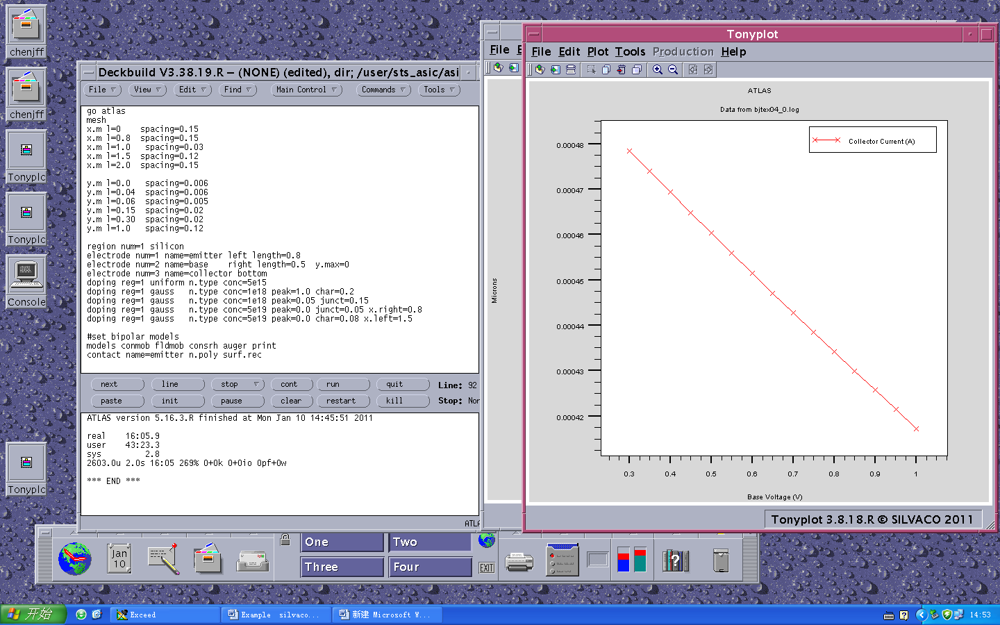 chenjff
chenjff
Tonyplc
Tonyplc
Console
Tonyplc
Deckbuild V3.38.19.R – (NONE) (edited), dir; /user/sts_asic/asi
File View Edit Find Main Control Commands Tools
go atlas
mesh
x.m l=0    spacing=0.15
x.m l=0.8  spacing=0.15
x.m l=1.0   spacing=0.03
x.m l=1.5  spacing=0.12
x.m l=2.0  spacing=0.15
y.m l=0.0   spacing=0.006
y.m l=0.04  spacing=0.006
y.m l=0.06  spacing=0.005
y.m l=0.15  spacing=0.02
y.m l=0.30  spacing=0.02
y.m l=1.0   spacing=0.12
region num=1 silicon
electrode num=1 name=emitter left length=0.8
electrode num=2 name=base    right length=0.5  y.max=0
electrode num=3 name=collector bottom
doping reg=1 uniform n.type conc=5e15
doping reg=1 gauss   n.type conc=1e18 peak=1.0 char=0.2
doping reg=1 gauss   n.type conc=1e18 peak=0.05 junct=0.15
doping reg=1 gauss   n.type conc=5e19 peak=0.0 junct=0.05 x.right=0.8
doping reg=1 gauss   n.type conc=5e19 peak=0.0 char=0.08 x.left=1.5
#set bipolar models
models conmob fldmob consrh auger print
contact name=emitter n.poly surf.rec
next line stop cont run quit Line: 92
paste init pause clear restart kill Stop: Nor
ATLAS version 5.16.3.R finished at Mon Jan 10 14:45:51 2011
real    16:05.9
user    43:23.3
sys         2.8
2603.0u 2.0s 16:05 269% 0+0k 0+0io 0pf+0w
*** END ***
ATLA
File E
Microns
Tonyplot
File Edit Plot Tools Production Help
ATLAS
Data from bjtex04_0.log
Collector Current (A)
0.00048
0.00047
0.00046
0.00045
0.00044
0.00043
0.00042
0.3 0.4 0.5 0.6 0.7 0.8 0.9 1
Base Voltage (V)
Tonyplot 3.8.18.R © SILVACO 2011
Jan
10
One Two
Three Four
EXIT
?
开始 Exceed Example silvaco... 新建 Microsoft W... 14:53